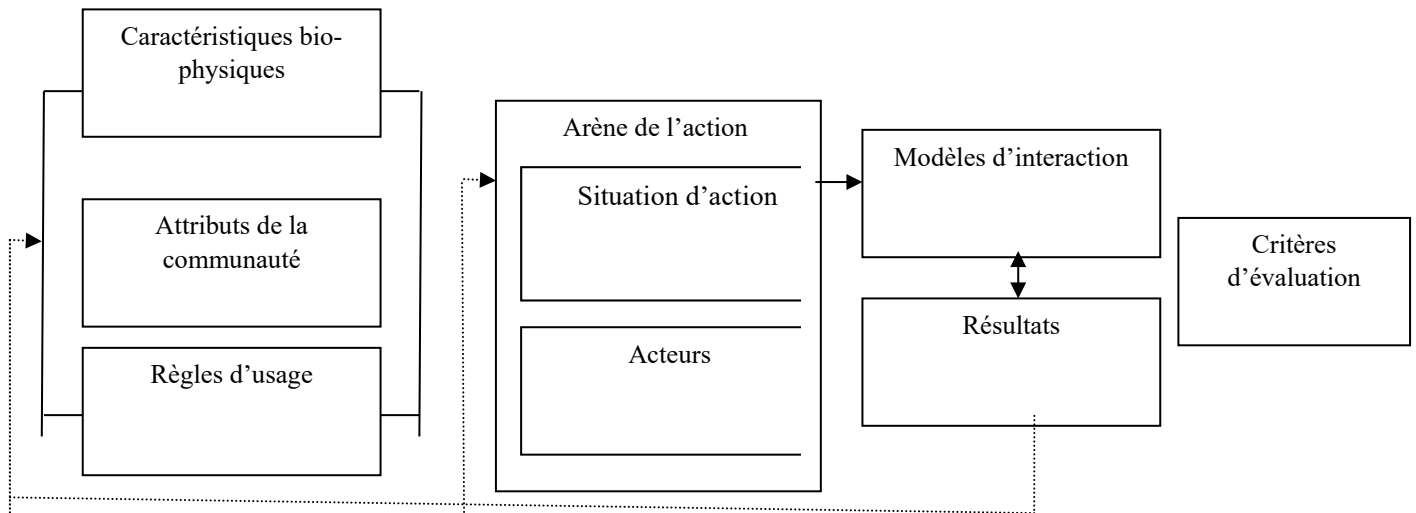 Caractéristiques bio-
physiques
Attributs de la
communauté
Règles d’usage
Arène de l’action
Situation d’action
Acteurs
Modèles d’interaction
Résultats
Critères
d’évaluation